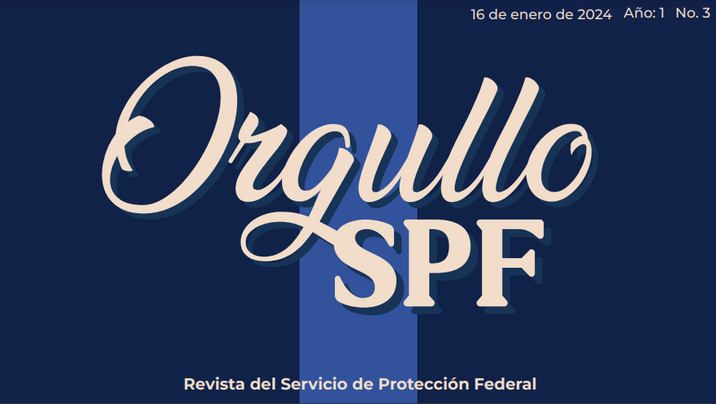 16 de enero de 2024 Año: 1 No. 3
Orgullo
SPF
Revista del Servicio de Protección Federal